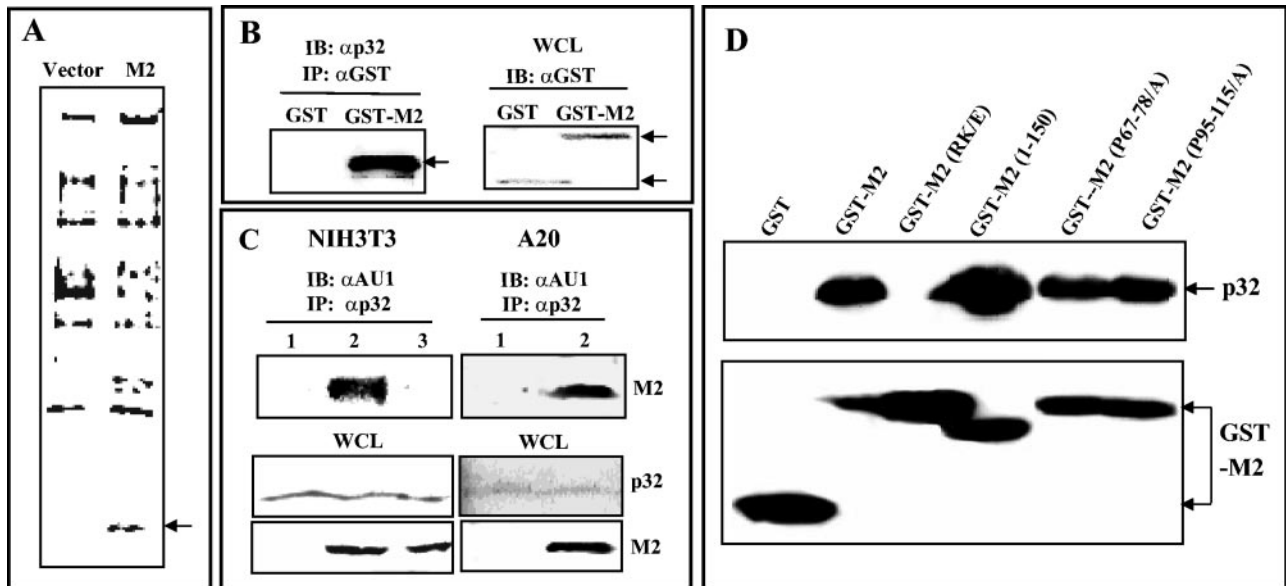 A
Vector M2
B
IB: αp32
IP: αGST
GST GST-M2
WCL
IB: αGST
GST GST-M2
C
NIH3T3
IB: αAU1
IP: αp32
1 2 3
A20
IB: αAU1
IP: αp32
1 2
M2
WCL
WCL
p32
M2
D
GST
GST-M2
GST-M2 (RK/E)
GST-M2 (1-150)
GST--M2 (P67-78/A)
GST-M2 (P95-115/A)
p32
GST
-M2